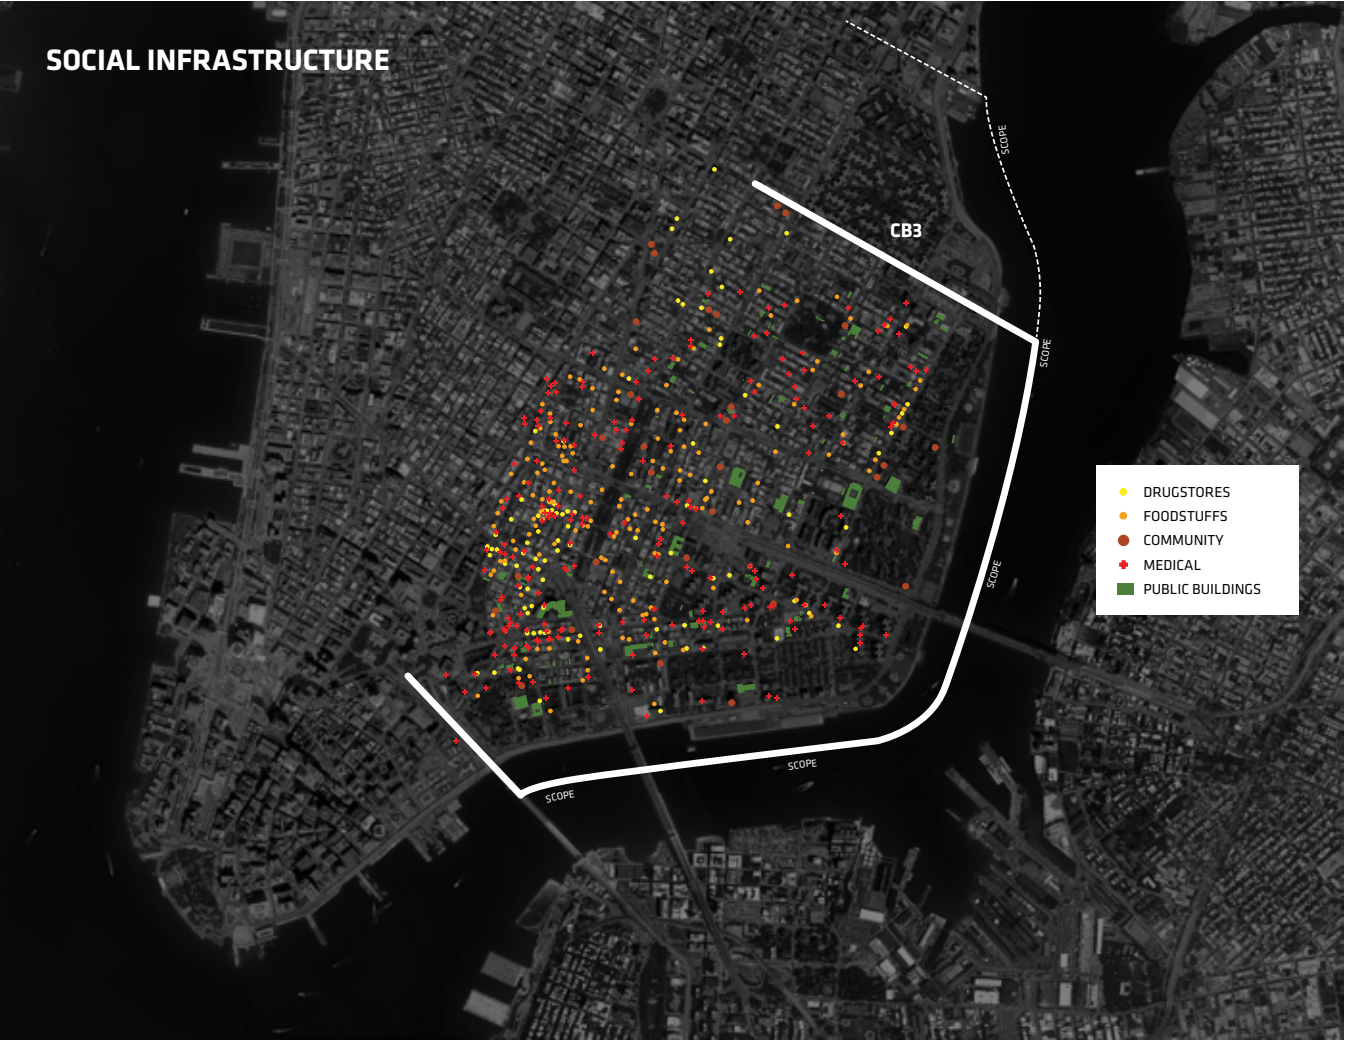 SOCIAL INFRASTRUCTURE
SCOPE
CB3
SCOPE
DRUGSTORES
FOODSTUFFS
COMMUNITY
MEDICAL
PUBLIC BUILDINGS
SCOPE
SCOPE
SCOPE